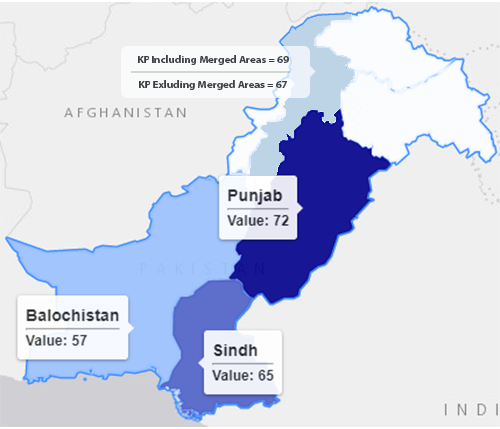 KP Including Merged Areas = 69
KP Exluding Merged Areas = 67
AFGHANISTAN
Punjab
Value: 72
PAKISTAN
Balochistan
Value: 57
Sindh
Value: 65
INDI